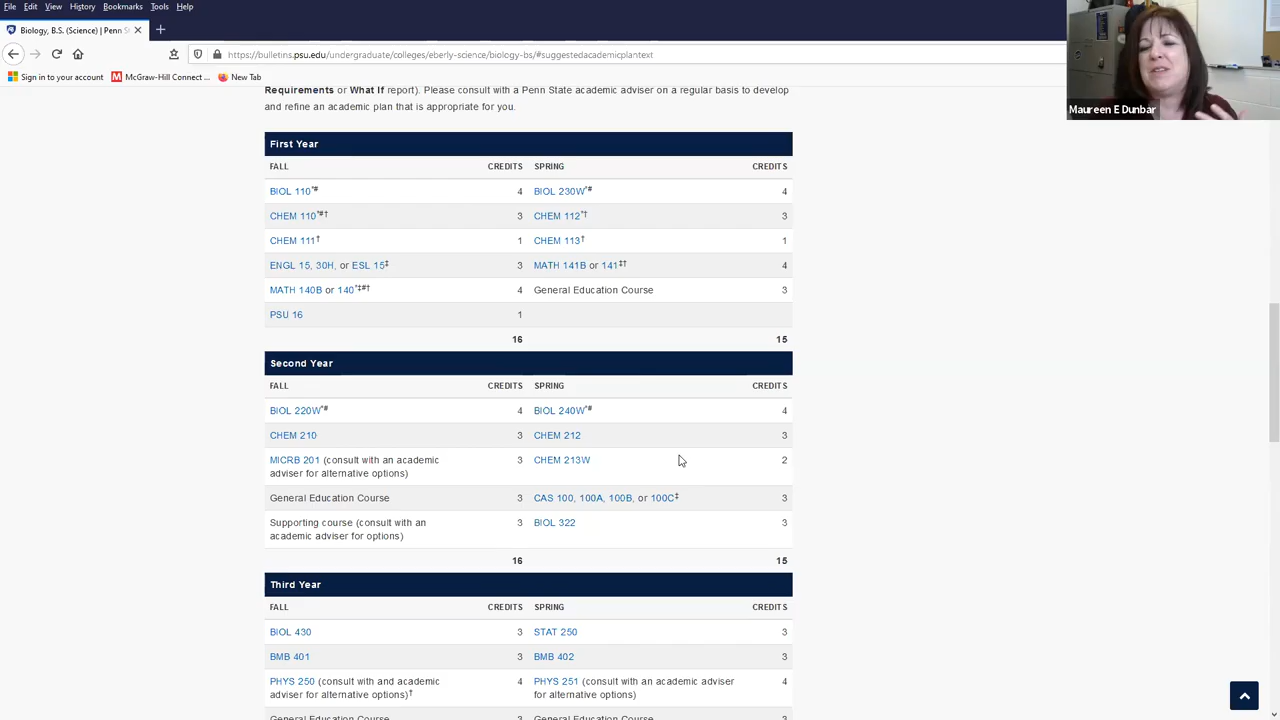 File Edit View History Bookmarks Tools Help
Biology, B.S. (Science) | Penn St
https://bulletins.psu.edu/undergraduate/colleges/eberly-science/biology-bs/#suggestedacademicplantext
Sign in to your account McGraw-Hill Connect ... New Tab
Maureen E Dunbar
Requirements or What If report). Please consult with a Penn State academic adviser on a regular basis to develop
and refine an academic plan that is appropriate for you.
First Year
FALL CREDITS SPRING CREDITS
BIOL 110*# 4 BIOL 230W*# 4
CHEM 110*#† 3 CHEM 112*† 3
CHEM 111† 1 CHEM 113† 1
ENGL 15, 30H, or ESL 15‡ 3 MATH 141B or 141‡† 4
MATH 140B or 140*‡#† 4 General Education Course 3
PSU 16 1
16 15
Second Year
FALL CREDITS SPRING CREDITS
BIOL 220W*# 4 BIOL 240W*# 4
CHEM 210 3 CHEM 212 3
MICRB 201 (consult with an academic 3 CHEM 213W 2
adviser for alternative options)
General Education Course 3 CAS 100, 100A, 100B, or 100C‡ 3
Supporting course (consult with an 3 BIOL 322 3
academic adviser for options)
16 15
Third Year
FALL CREDITS SPRING CREDITS
BIOL 430 3 STAT 250 3
BMB 401 3 BMB 402 3
PHYS 250 (consult with and academic 4 PHYS 251 (consult with an academic adviser 4
adviser for alternative options)† for alternative options)
General Education Course 3 General Education Course 3